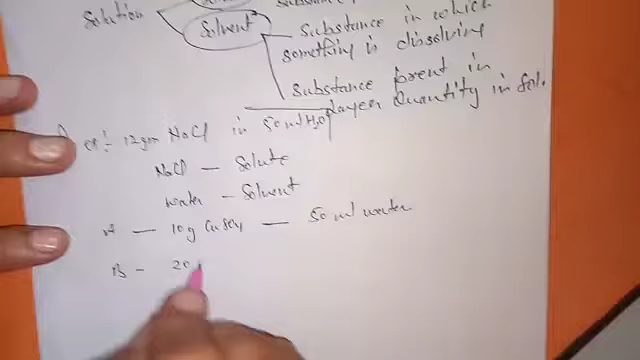 Solution
Solvent
Substance in which
something is dissolving
Substance present in
larger Quantity in Sol.
ex:- 12gm NaCl in 50ml H2O
NaCl — Solute
Water - Solvent
A — 10g CuSO4 — 50 ml water
B - 20